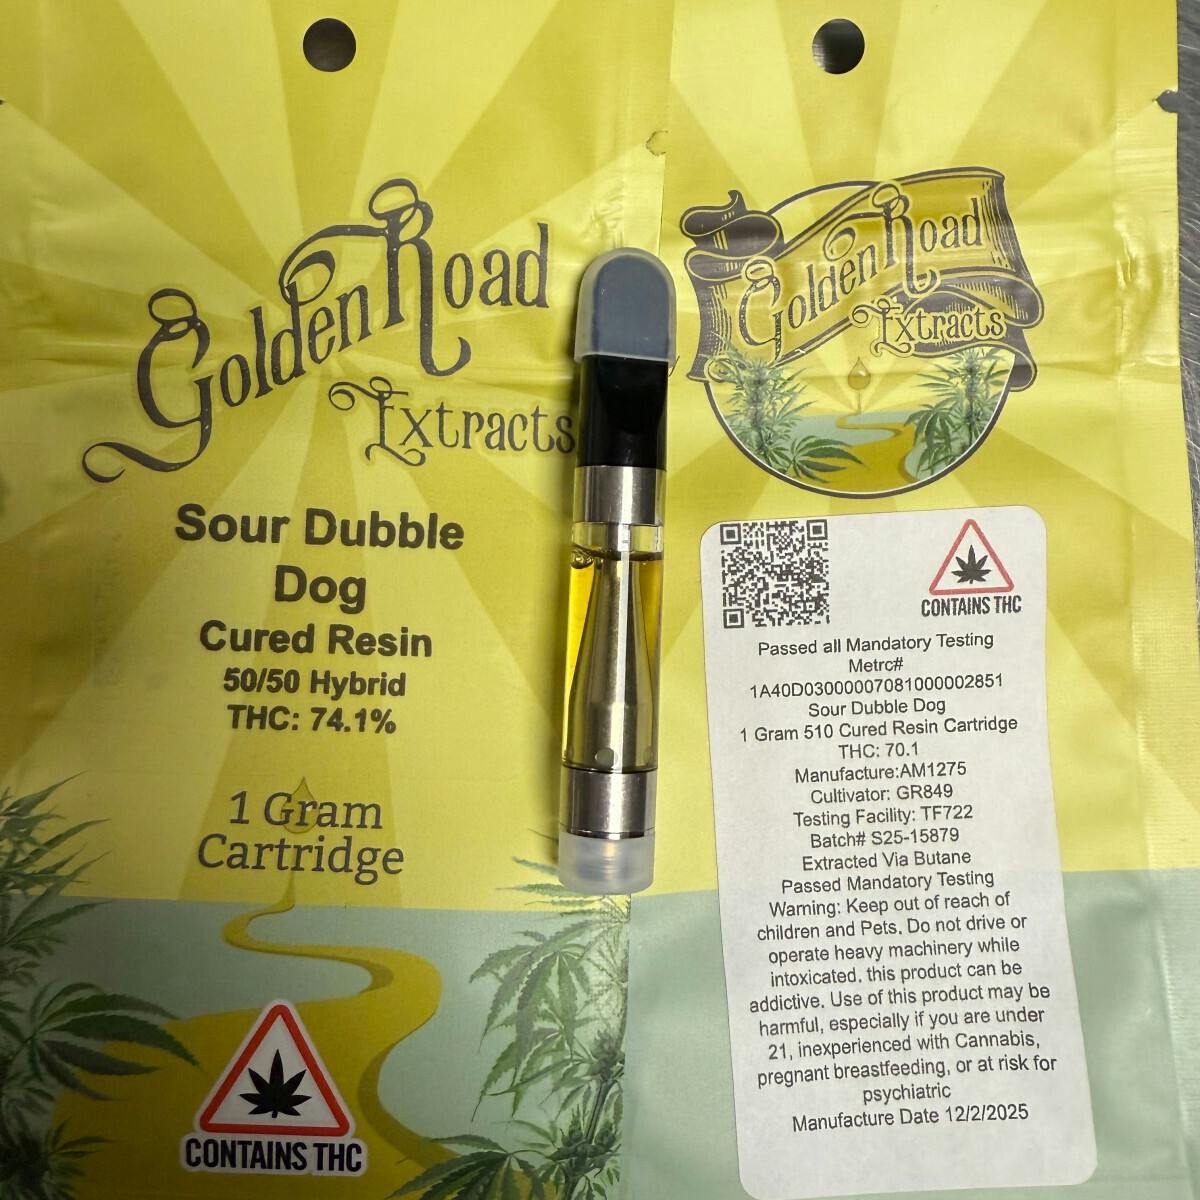 Golden Road
Extracts
Sour Dubble
Dog
Cured Resin
50/50 Hybrid
THC: 74.1%
1 Gram
Cartridge
CONTAINS THC
Golden Road
Extracts
CONTAINS THC
Passed all Mandatory Testing
Metrc#
1A40D03000007081000002851
Sour Dubble Dog
1 Gram 510 Cured Resin Cartridge
THC: 70.1
Manufacture:AM1275
Cultivator: GR849
Testing Facility: TF722
Batch# S25-15879
Extracted Via Butane
Passed Mandatory Testing
Warning: Keep out of reach of
children and Pets. Do not drive or
operate heavy machinery while
intoxicated. this product can be
addictive. Use of this product may be
harmful, especially if you are under
21, inexperienced with Cannabis,
pregnant breastfeeding, or at risk for
psychiatric
Manufacture Date 12/2/2025